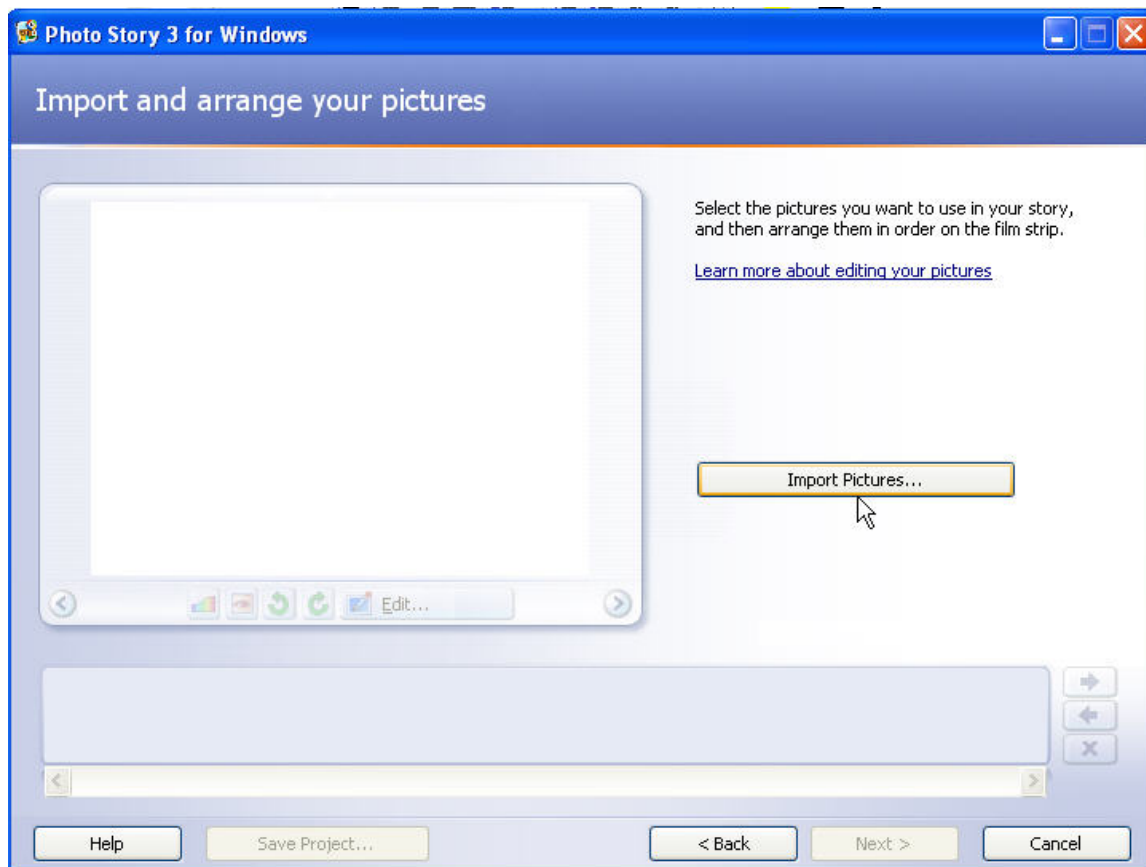 Photo Story 3 for Windows
Import and arrange your pictures
Select the pictures you want to use in your story,
and then arrange them in order on the film strip.
Learn more about editing your pictures
Import Pictures...
Edit...
Help
Save Project...
< Back
Next >
Cancel